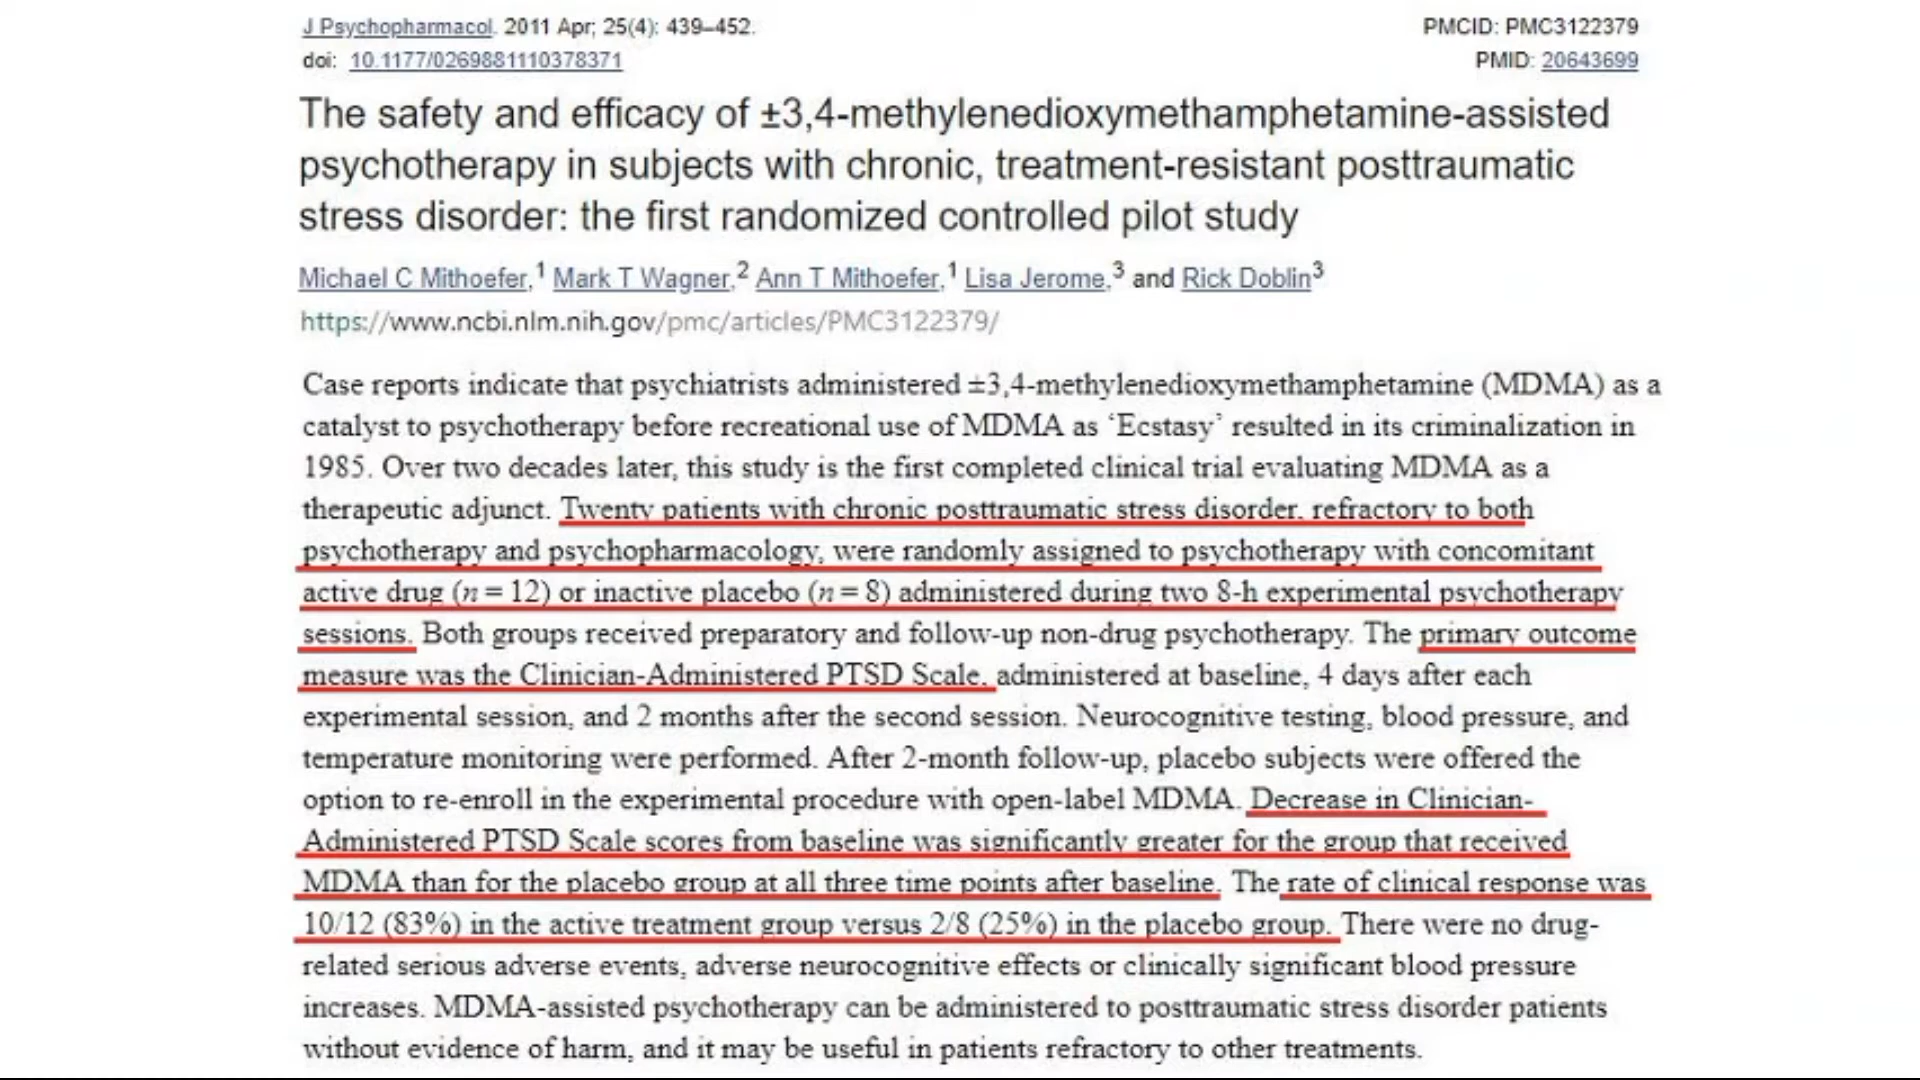 J Psychopharmacol. 2011 Apr; 25(4): 439–452.
PMCID: PMC3122379
doi: 10.1177/0269881110378371
PMID: 20643699
The safety and efficacy of ±3,4-methylenedioxymethamphetamine-assisted
psychotherapy in subjects with chronic, treatment-resistant posttraumatic
stress disorder: the first randomized controlled pilot study
Michael C Mithoefer,1 Mark T Wagner,2 Ann T Mithoefer,1 Lisa Jerome,3 and Rick Doblin3
https://www.ncbi.nlm.nih.gov/pmc/articles/PMC3122379/
Case reports indicate that psychiatrists administered ±3,4-methylenedioxymethamphetamine (MDMA) as a
catalyst to psychotherapy before recreational use of MDMA as ‘Ecstasy’ resulted in its criminalization in
1985. Over two decades later, this study is the first completed clinical trial evaluating MDMA as a
therapeutic adjunct. Twenty patients with chronic posttraumatic stress disorder, refractory to both
psychotherapy and psychopharmacology, were randomly assigned to psychotherapy with concomitant
active drug (n = 12) or inactive placebo (n = 8) administered during two 8-h experimental psychotherapy
sessions. Both groups received preparatory and follow-up non-drug psychotherapy. The primary outcome
measure was the Clinician-Administered PTSD Scale, administered at baseline, 4 days after each
experimental session, and 2 months after the second session. Neurocognitive testing, blood pressure, and
temperature monitoring were performed. After 2-month follow-up, placebo subjects were offered the
option to re-enroll in the experimental procedure with open-label MDMA. Decrease in Clinician-
Administered PTSD Scale scores from baseline was significantly greater for the group that received
MDMA than for the placebo group at all three time points after baseline. The rate of clinical response was
10/12 (83%) in the active treatment group versus 2/8 (25%) in the placebo group. There were no drug-
related serious adverse events, adverse neurocognitive effects or clinically significant blood pressure
increases. MDMA-assisted psychotherapy can be administered to posttraumatic stress disorder patients
without evidence of harm, and it may be useful in patients refractory to other treatments.